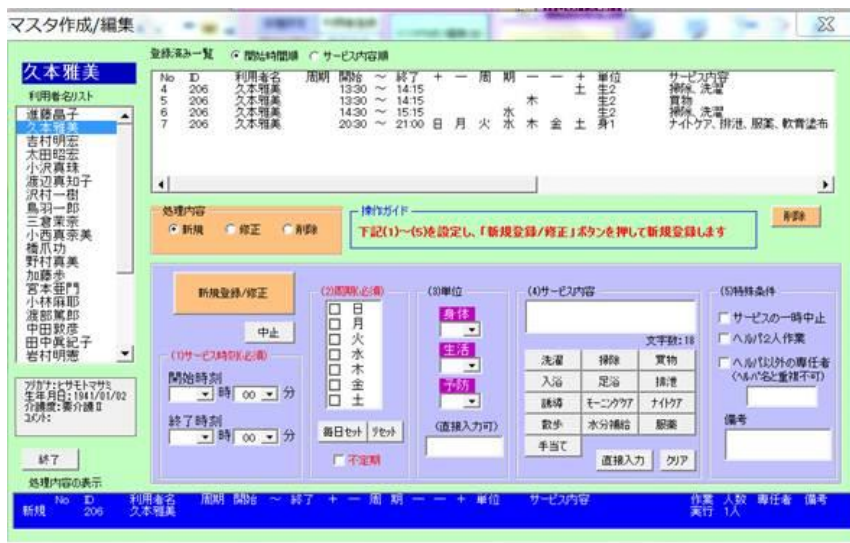 マスタ作成/編集
久本雅美
利用者名リスト
進藤晶子
久本雅美
吉村明宏
太田昭宏
小沢真珠
渡辺真知子
沢村一樹
鳥羽一郎
三倉茉奈
小西真奈美
橋爪功
野村真美
加藤歩
宮本亜門
小林麻耶
渡部篤郎
中田敦彦
田中眞紀子
岩村明憲
フリガナ:ヒサモトマサミ
生年月日:1941/01/02
介護度:要介護Ⅱ
コメント:
終了
登録済み一覧 開始時間順 サービス内容順
No ID 利用者名 周期 開始 ～ 終了 + ー 周 期 ー ー + 単位 サービス内容
4 206 久本雅美 13:30 ～ 14:15 土 生2 掃除、洗濯
5 206 久本雅美 13:30 ～ 14:15 木 生2 買物
6 206 久本雅美 14:30 ～ 15:15 水 生2 掃除、洗濯
7 206 久本雅美 20:30 ～ 21:00 日 月 火 水 木 金 土 身1 ナイトケア、排泄、服薬、軟膏塗布
処理内容
新規 修正 削除
操作ガイド
下記(1)～(5)を設定し、「新規登録/修正」ボタンを押して新規登録します
削除
新規登録/修正
中止
(1)サービス時刻(必須)
開始時刻
時 00 分
終了時刻
時 00 分
(2)周期(必須)
日
月
火
水
木
金
土
毎日セット リセット
不定期
(3)単位
身体
生活
予防
(直接入力可)
(4)サービス内容
文字数:18
洗濯 掃除 買物
入浴 足浴 排泄
誘導 モーニングケア ナイトケア
散歩 水分補給 服薬
手当て
直接入力 クリア
(5)特殊条件
サービスの一時中止
ヘルパ2人作業
ヘルパ以外の専任者
(ヘルパ名と重複不可)
備考
処理内容の表示
No ID 利用者名 周期 開始 ～ 終了 + ー 周 期 ー ー + 単位 サービス内容 作業 人数 専任者 備考
新規 206 久本雅美 実行 1人